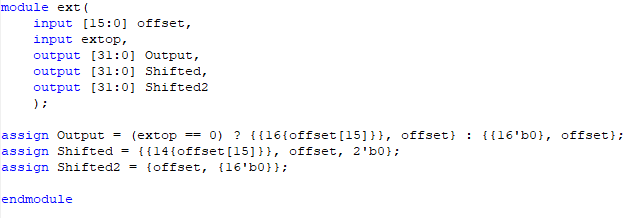 module ext(
    input [15:0] offset,
    input extop,
    output [31:0] Output,
    output [31:0] Shifted,
    output [31:0] Shifted2
    );
assign Output = (extop == 0) ? {{16{offset[15]}}, offset} : {{16'b0}, offset};
assign Shifted = {{14{offset[15]}}, offset, 2'b0};
assign Shifted2 = {offset, {16'b0}};
endmodule